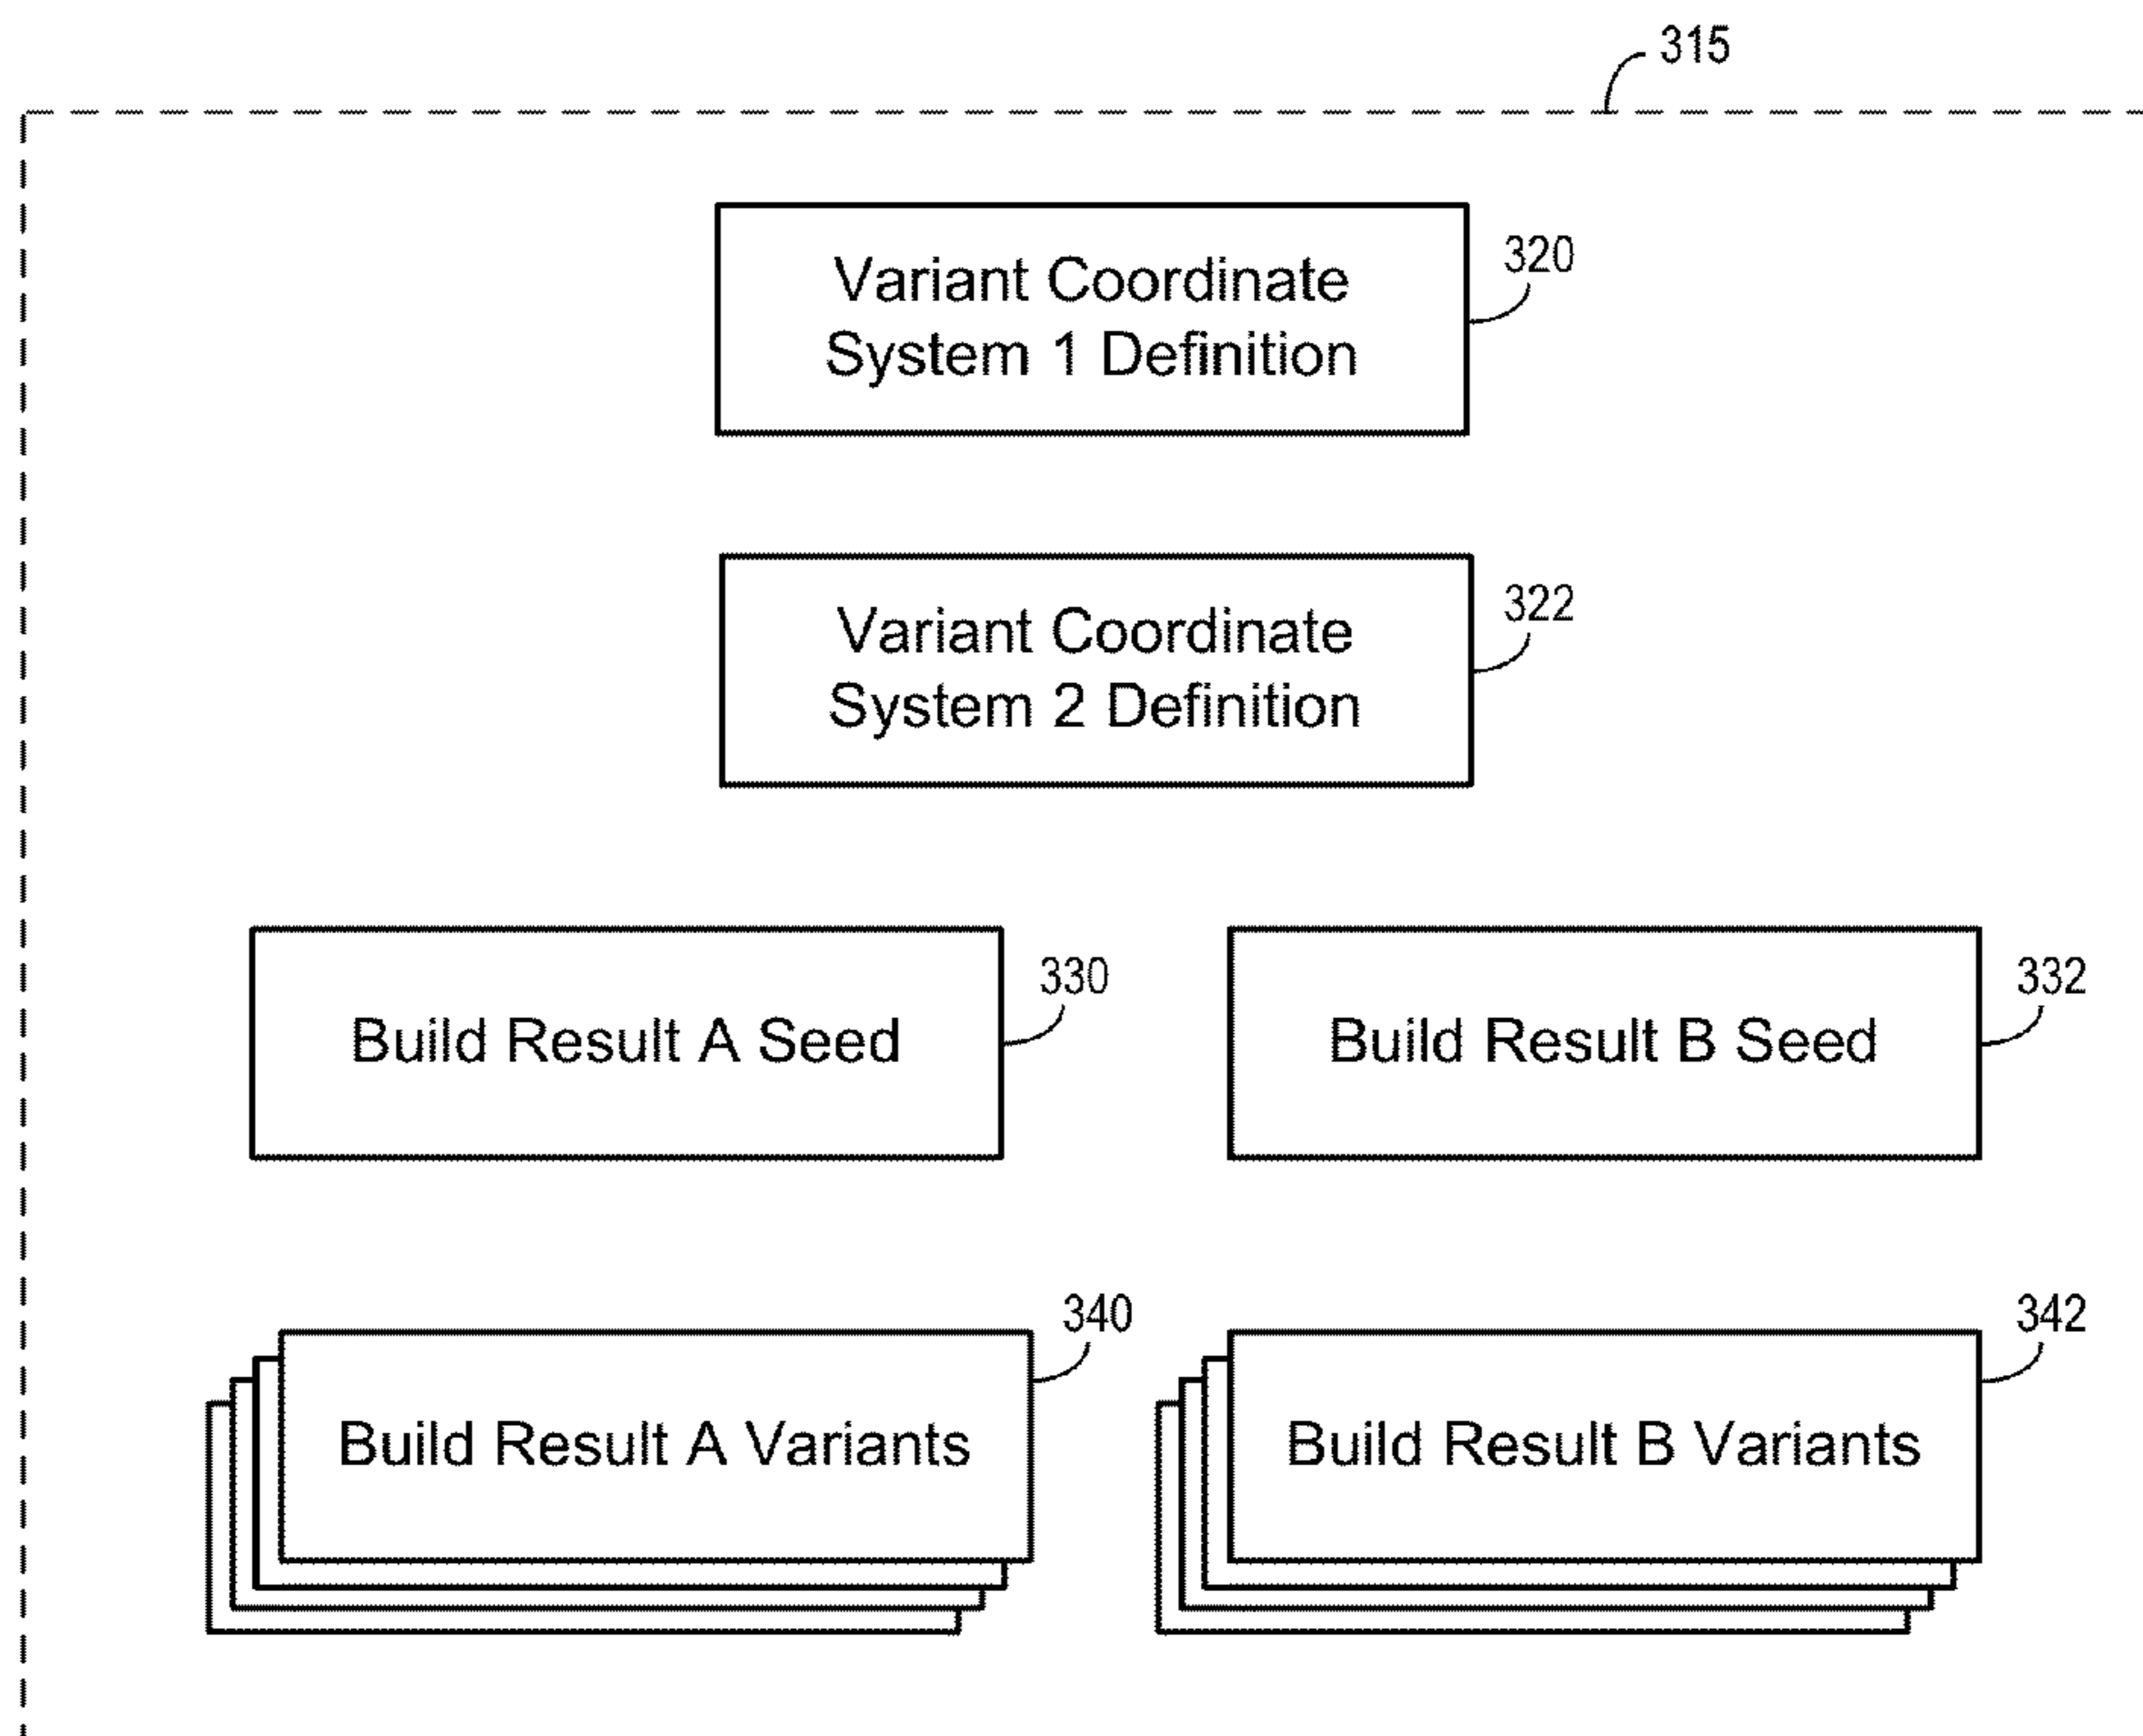 315
Variant Coordinate
System 1 Definition
320
Variant Coordinate
System 2 Definition
322
Build Result A Seed
330
Build Result B Seed
332
Build Result A Variants
340
Build Result B Variants
342